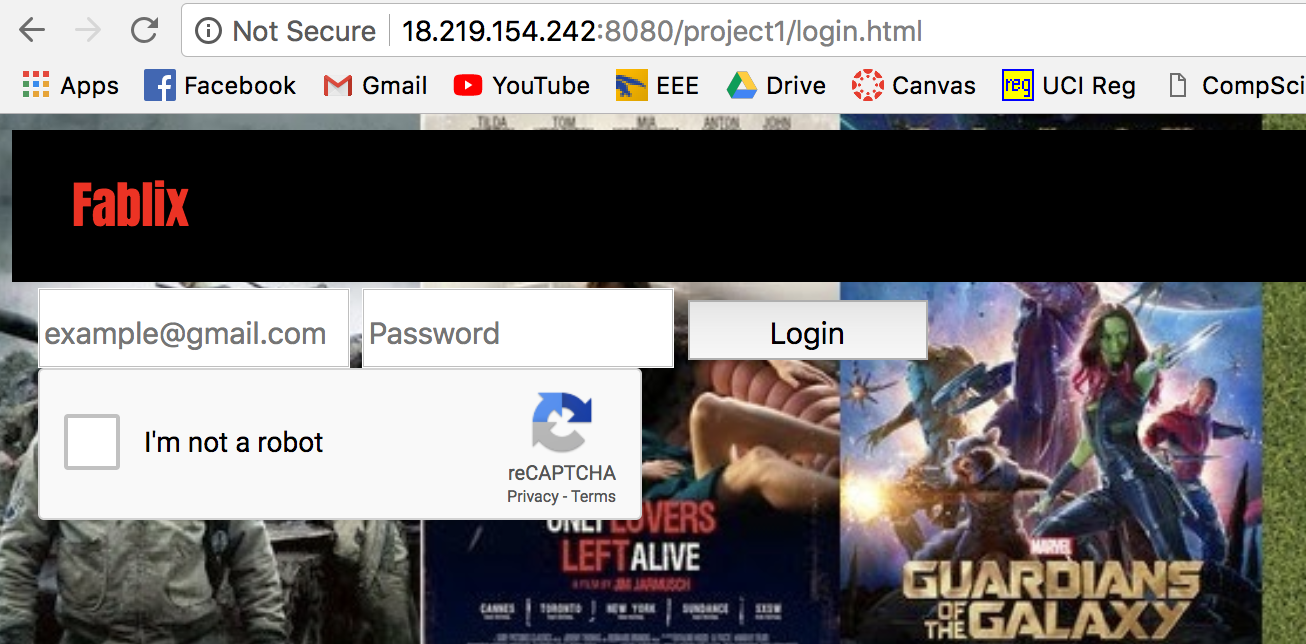 Not Secure 18.219.154.242:8080/project1/login.html
Apps Facebook Gmail YouTube EEE Drive Canvas reg UCI Reg CompSci
TILDA TOM MIA ANTON JOHN
Fablix
example@gmail.com Password Login
I'm not a robot
reCAPTCHA
Privacy - Terms
ONLY LOVERS
LEFT ALIVE
A FILM BY JIM JARMUSCH
CANNES TORONTO NEW YORK SUNDANCE SXSW
MARVEL
GUARDIANS
OF THE GALAXY